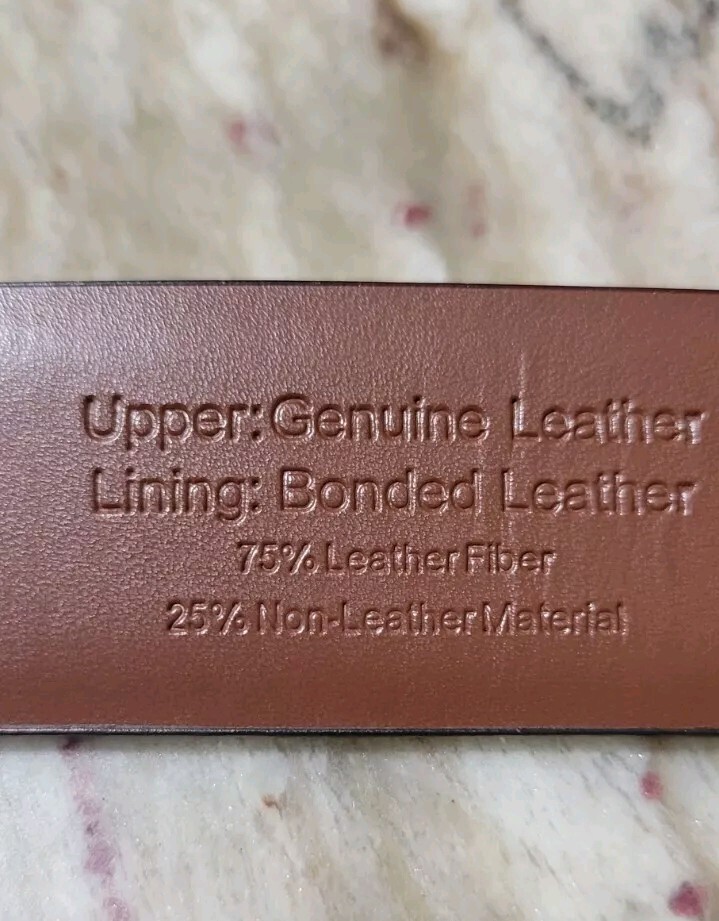 Upper: Genuine Leather
Lining: Bonded Leather
75% Leather Fiber
25% Non-Leather Material